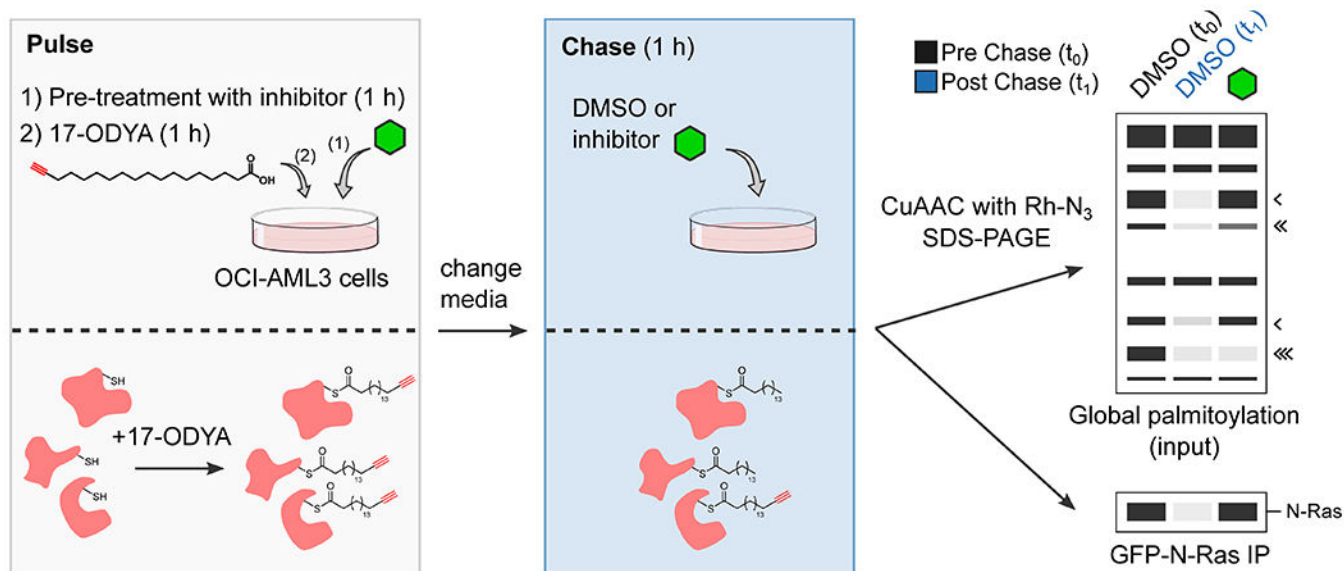 Pulse
1) Pre-treatment with inhibitor (1 h)
2) 17-ODYA (1 h)
(2)
(1)
OH
O
OCI-AML3 cells
SH
SH
SH
+17-ODYA
O
S
13
O
S
13
O
S
13
change
media
Chase (1 h)
DMSO or
inhibitor
O
S
13
O
S
13
O
S
13
CuAAC with Rh-N₃
SDS-PAGE
Pre Chase (t₀)
Post Chase (t₁)
DMSO (t₀)
DMSO (t₁)
<
<<
<
<<<
Global palmitoylation
(input)
N-Ras
GFP-N-Ras IP